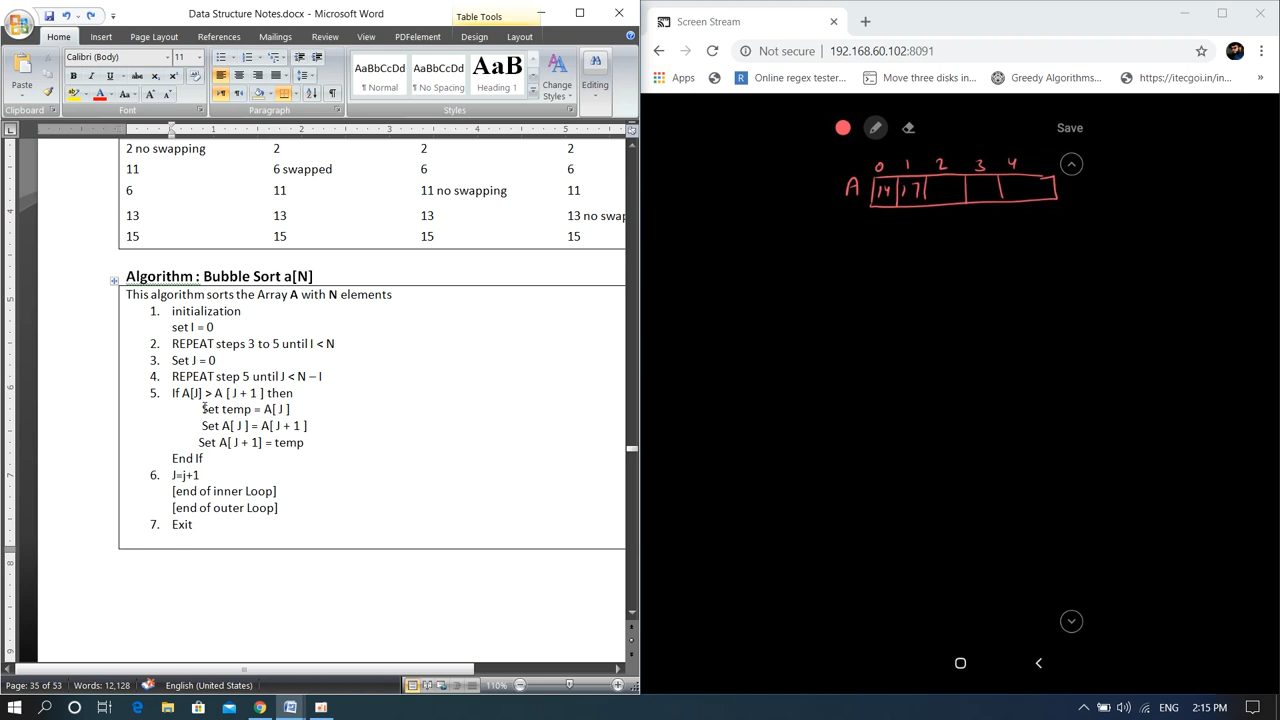 Data Structure Notes.docx - Microsoft Word
Table Tools
Home Insert Page Layout References Mailings Review View PDFelement Design Layout
Calibri (Body) 11
Paste
AaBbCcDd AaBbCcDd AaB
¶ Normal ¶ No Spacing Heading 1
Change Styles
Editing
Clipboard Font Paragraph Styles
1 2 3 4 5
2 no swapping 2 2 2
11 6 swapped 6 6
6 11 11 no swapping 11
13 13 13 13 no swap
15 15 15 15
Algorithm : Bubble Sort a[N]
This algorithm sorts the Array A with N elements
1. initialization
set I = 0
2. REPEAT steps 3 to 5 until I < N
3. Set J = 0
4. REPEAT step 5 until J < N – I
5. If A[J] > A [ J + 1 ] then
Set temp = A[ J ]
Set A[ J ] = A[ J + 1 ]
Set A[ J + 1] = temp
End If
6. J=j+1
[end of inner Loop]
[end of outer Loop]
7. Exit
Page: 35 of 53 Words: 12,128 English (United States) 110%
Screen Stream
Not secure 192.168.60.102:8091
Apps Online regex tester... Move three disks in... Greedy Algorithms... https://itecgoi.in/in...
Save
0 1 2 3 4
A 14 17
ENG 2:15 PM